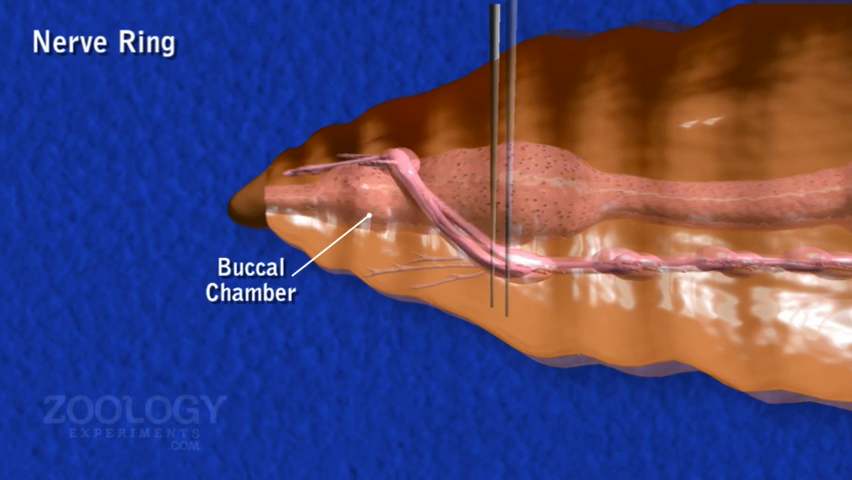 Nerve Ring
Buccal
Chamber
ZOOLOGY
EXPERIMENTS
.COM